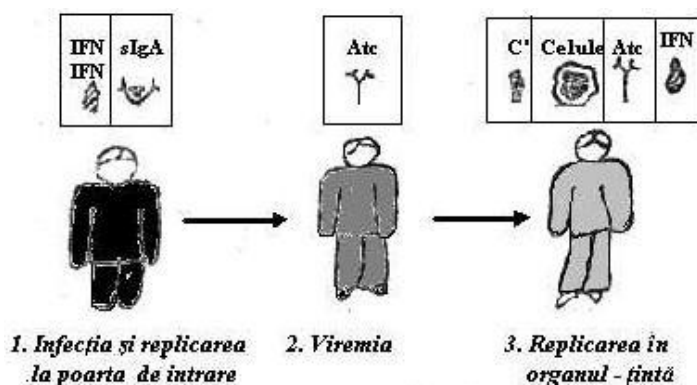 IFN sIgA
IFN
Atc
C' Celule Atc IFN
1. Infecția și replicarea
la poarta de intrare
2. Viremia
3. Replicarea în
organul - țintă